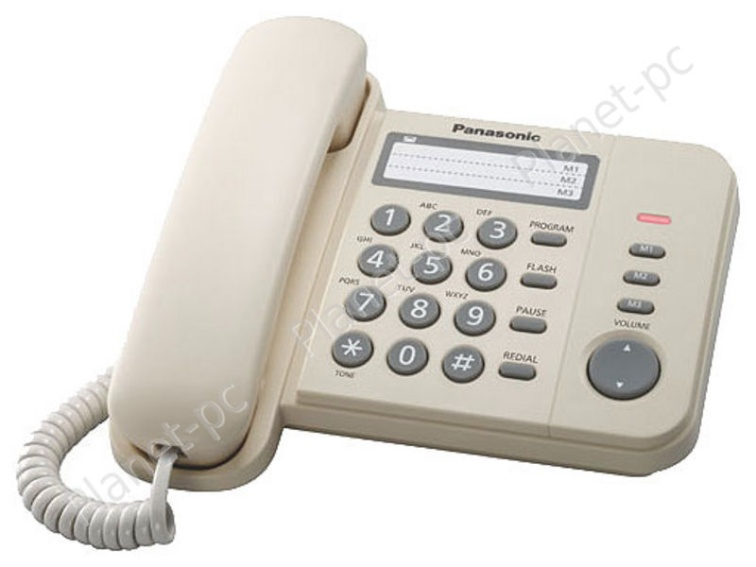 Panasonic
M1
M2
M3
ABC DEF
1 2 3 PROGRAM
GHI JKL MNO
4 5 6 FLASH
PQRS TUV WXYZ
7 8 9 PAUSE
* 0 # REDIAL
TONE
M1
M2
M3
VOLUME
Planet-pc
Planet-pc
Planet-pc